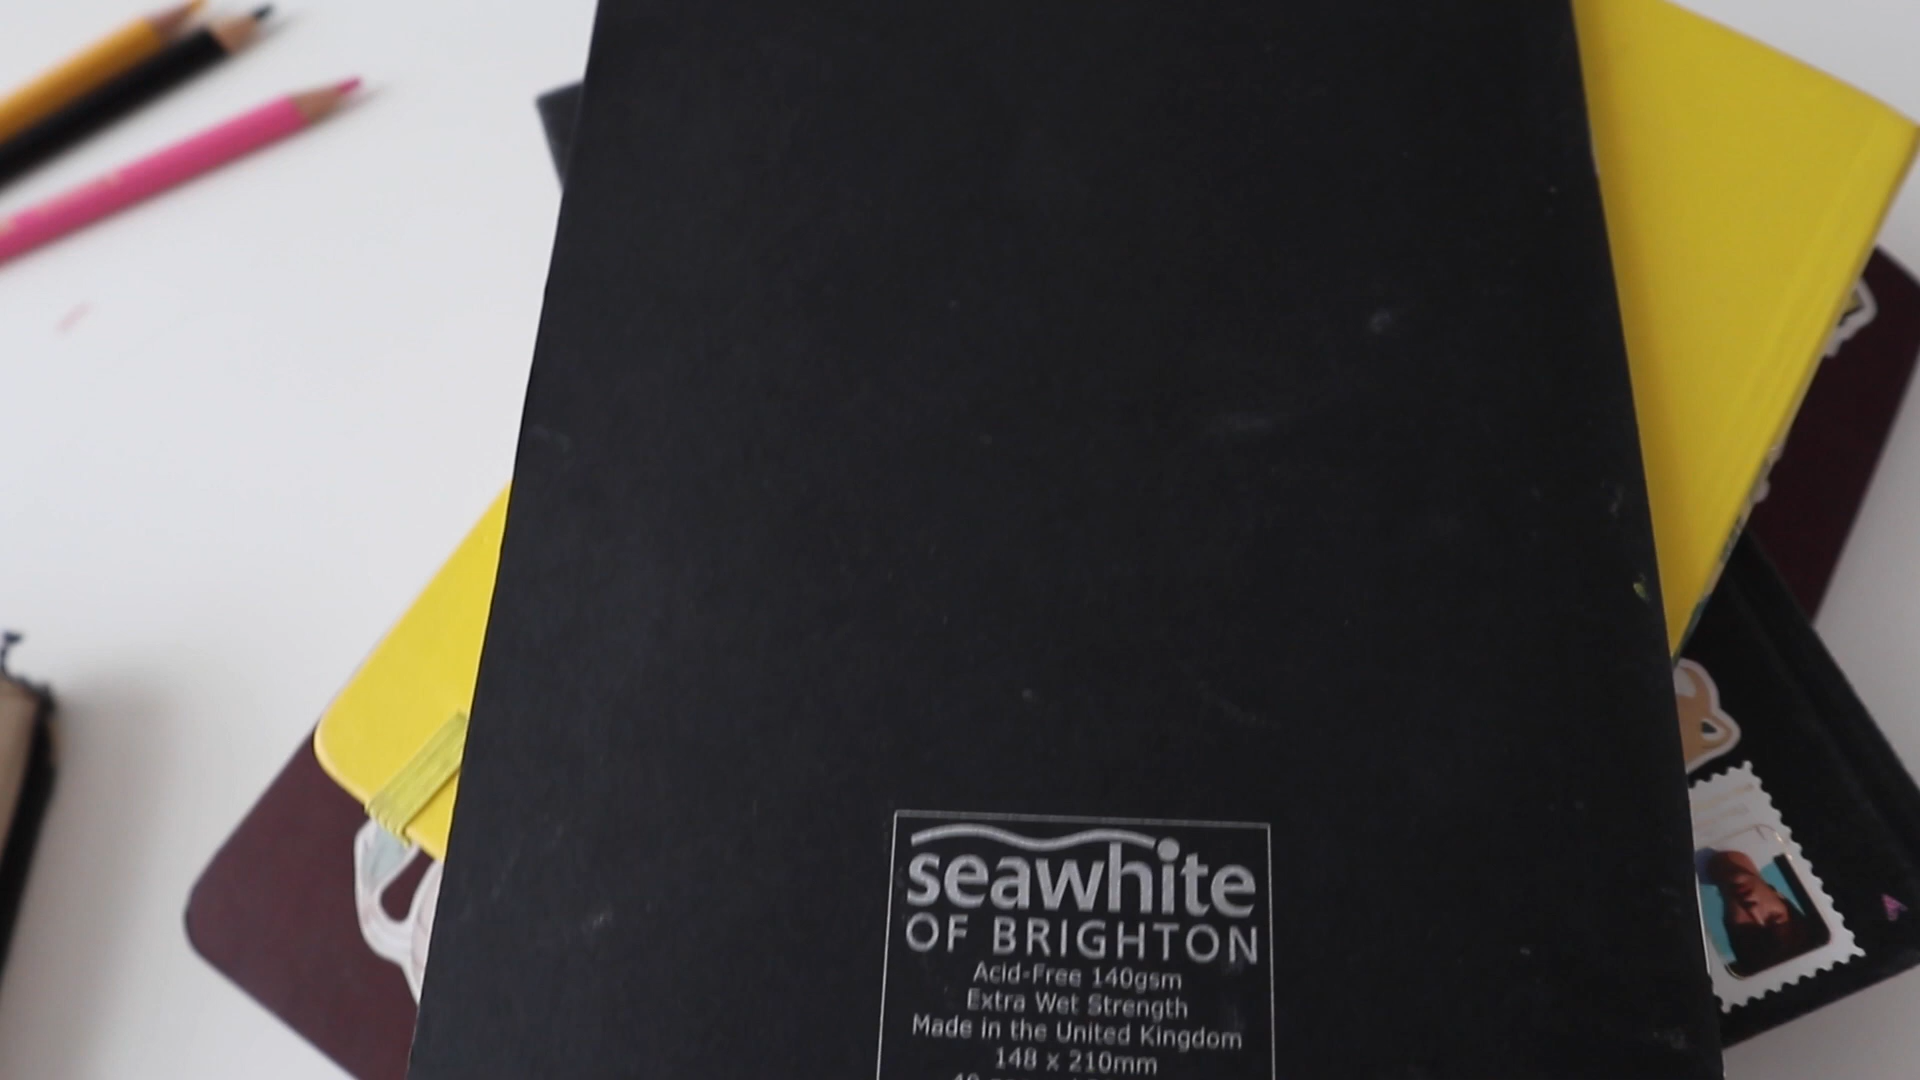 seawhite
OF BRIGHTON
Acid-Free 140gsm
Extra Wet Strength
Made in the United Kingdom
148 x 210mm